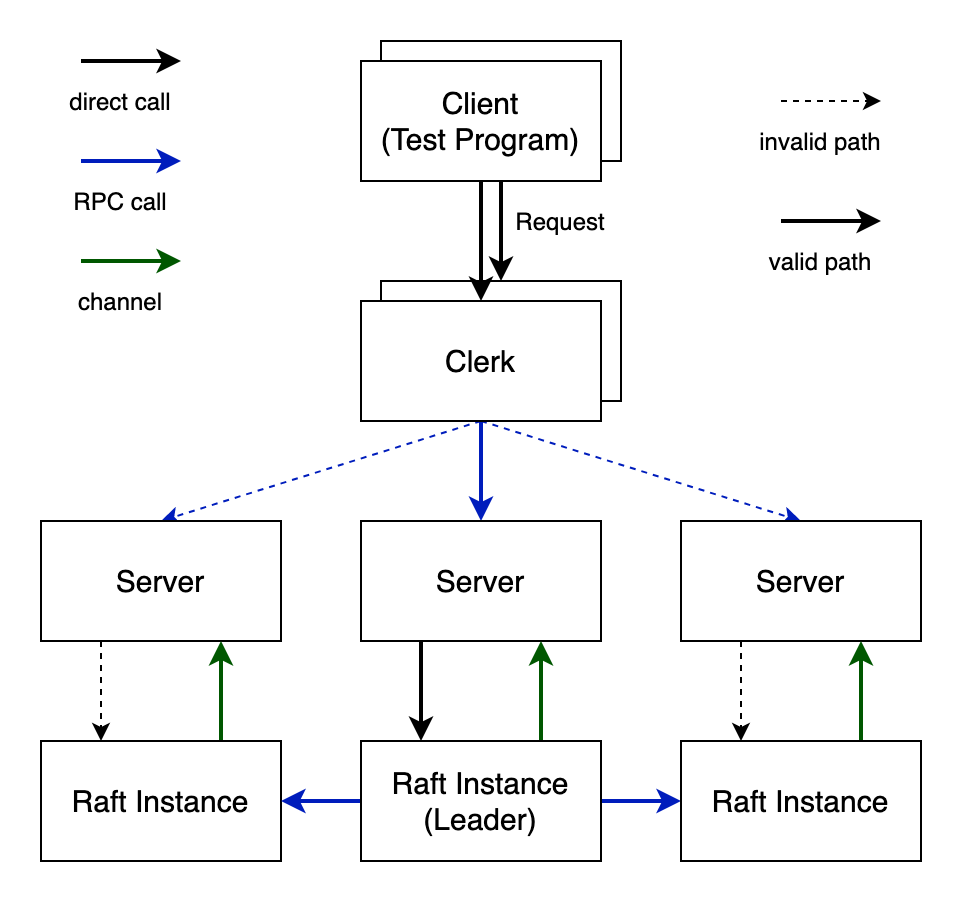 direct call
RPC call
channel
Client
(Test Program)
invalid path
valid path
Request
Clerk
Server
Server
Server
Raft Instance
Raft Instance
(Leader)
Raft Instance